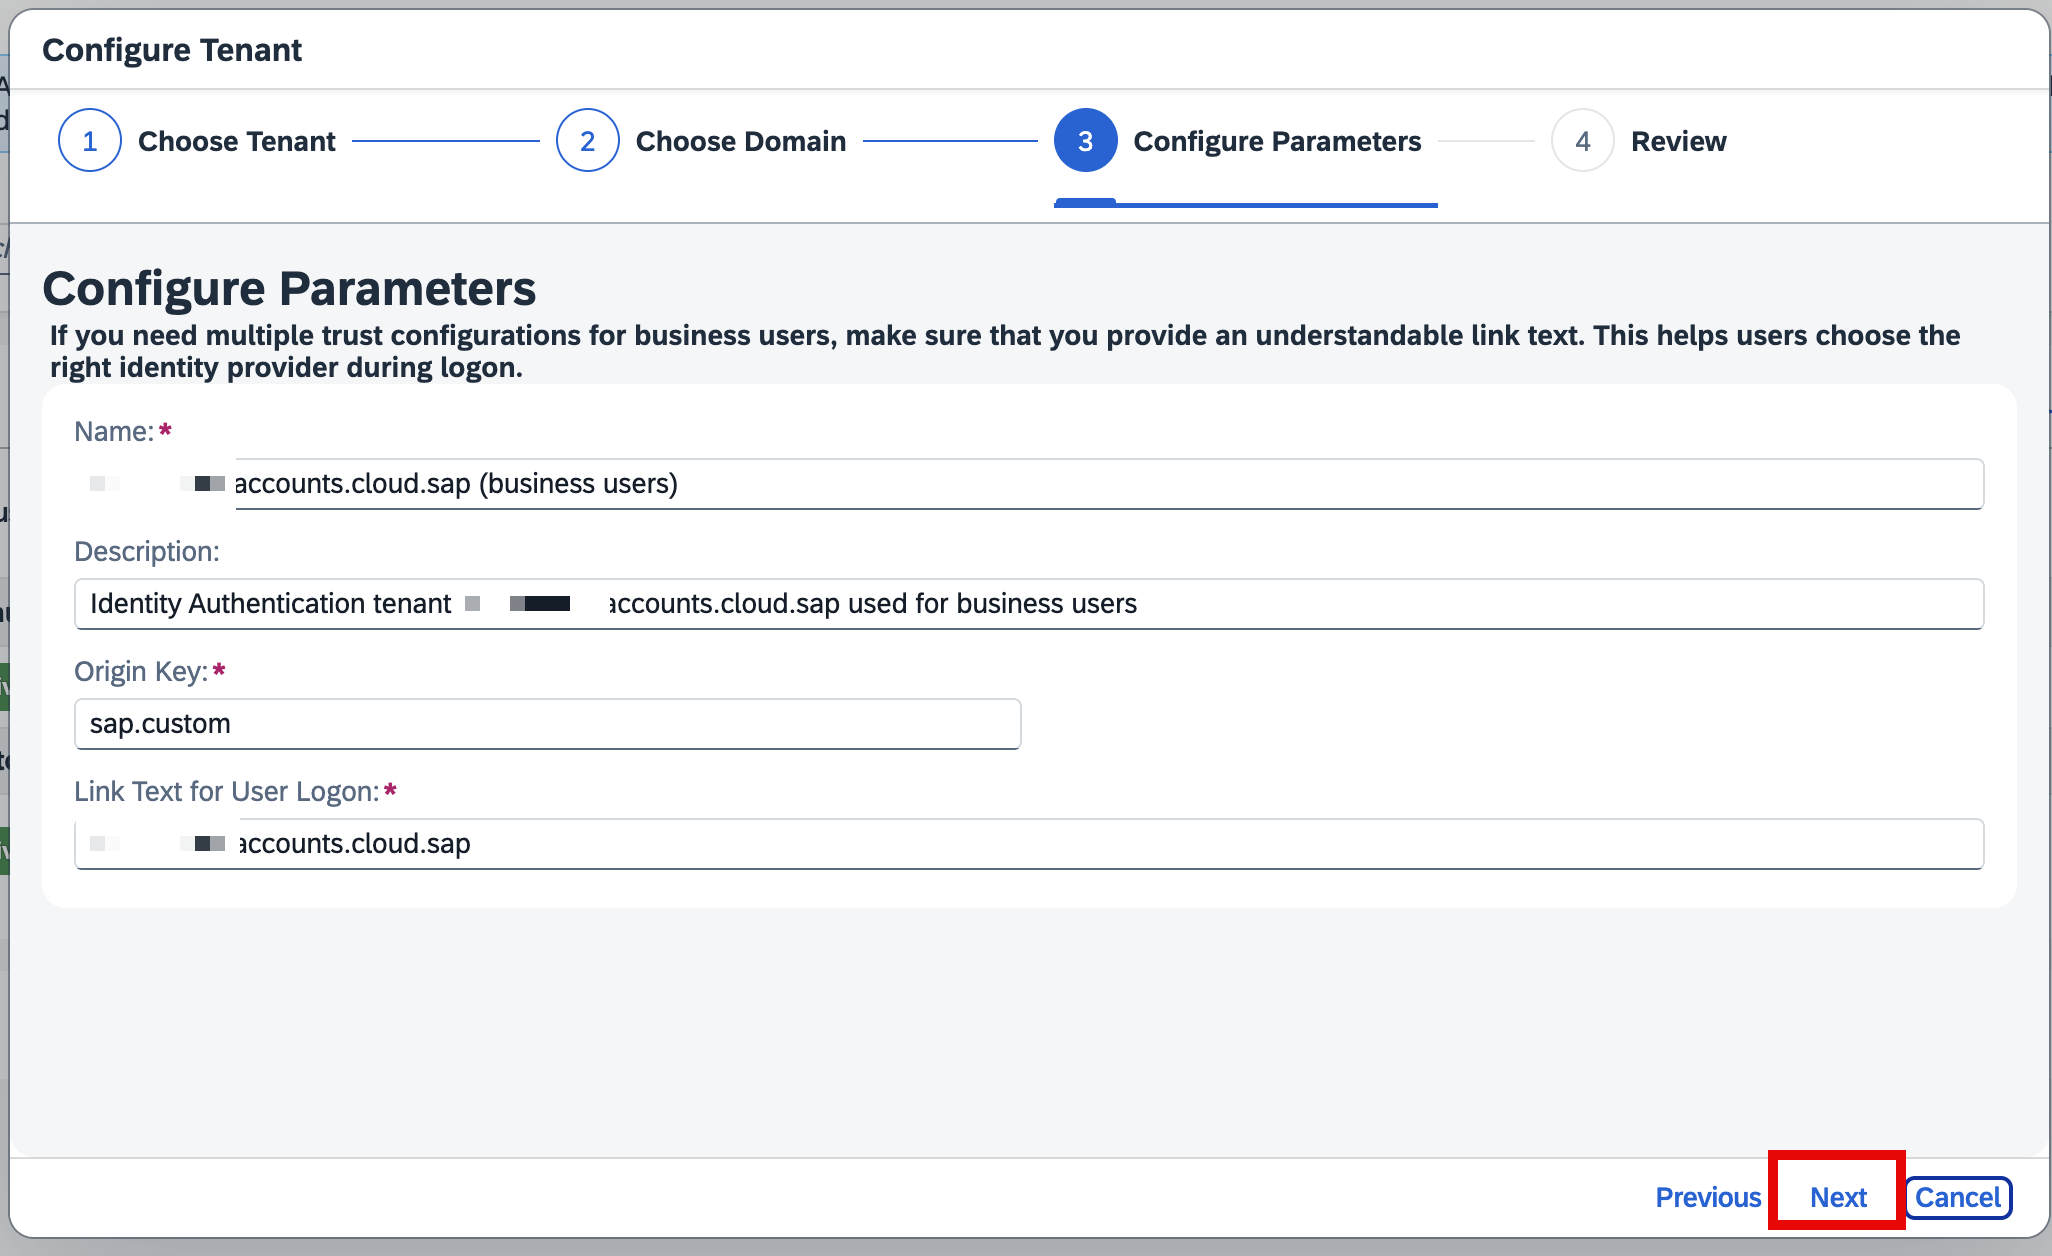 Configure Tenant
1 Choose Tenant 2 Choose Domain 3 Configure Parameters 4 Review
Configure Parameters
If you need multiple trust configurations for business users, make sure that you provide an understandable link text. This helps users choose the
right identity provider during logon.
Name:*
accounts.cloud.sap (business users)
Description:
Identity Authentication tenant accounts.cloud.sap used for business users
Origin Key:*
sap.custom
Link Text for User Logon:*
accounts.cloud.sap
Previous Next Cancel